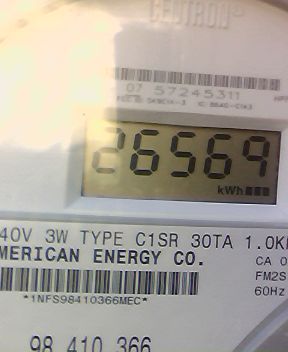 CENTRON
07 57245311
26569
kWh
40V 3W TYPE C1SR 30TA 1.0K
MERICAN ENERGY CO.
CA 0
FM2S
60Hz
*1NFS98410366MEC*
98 410 366